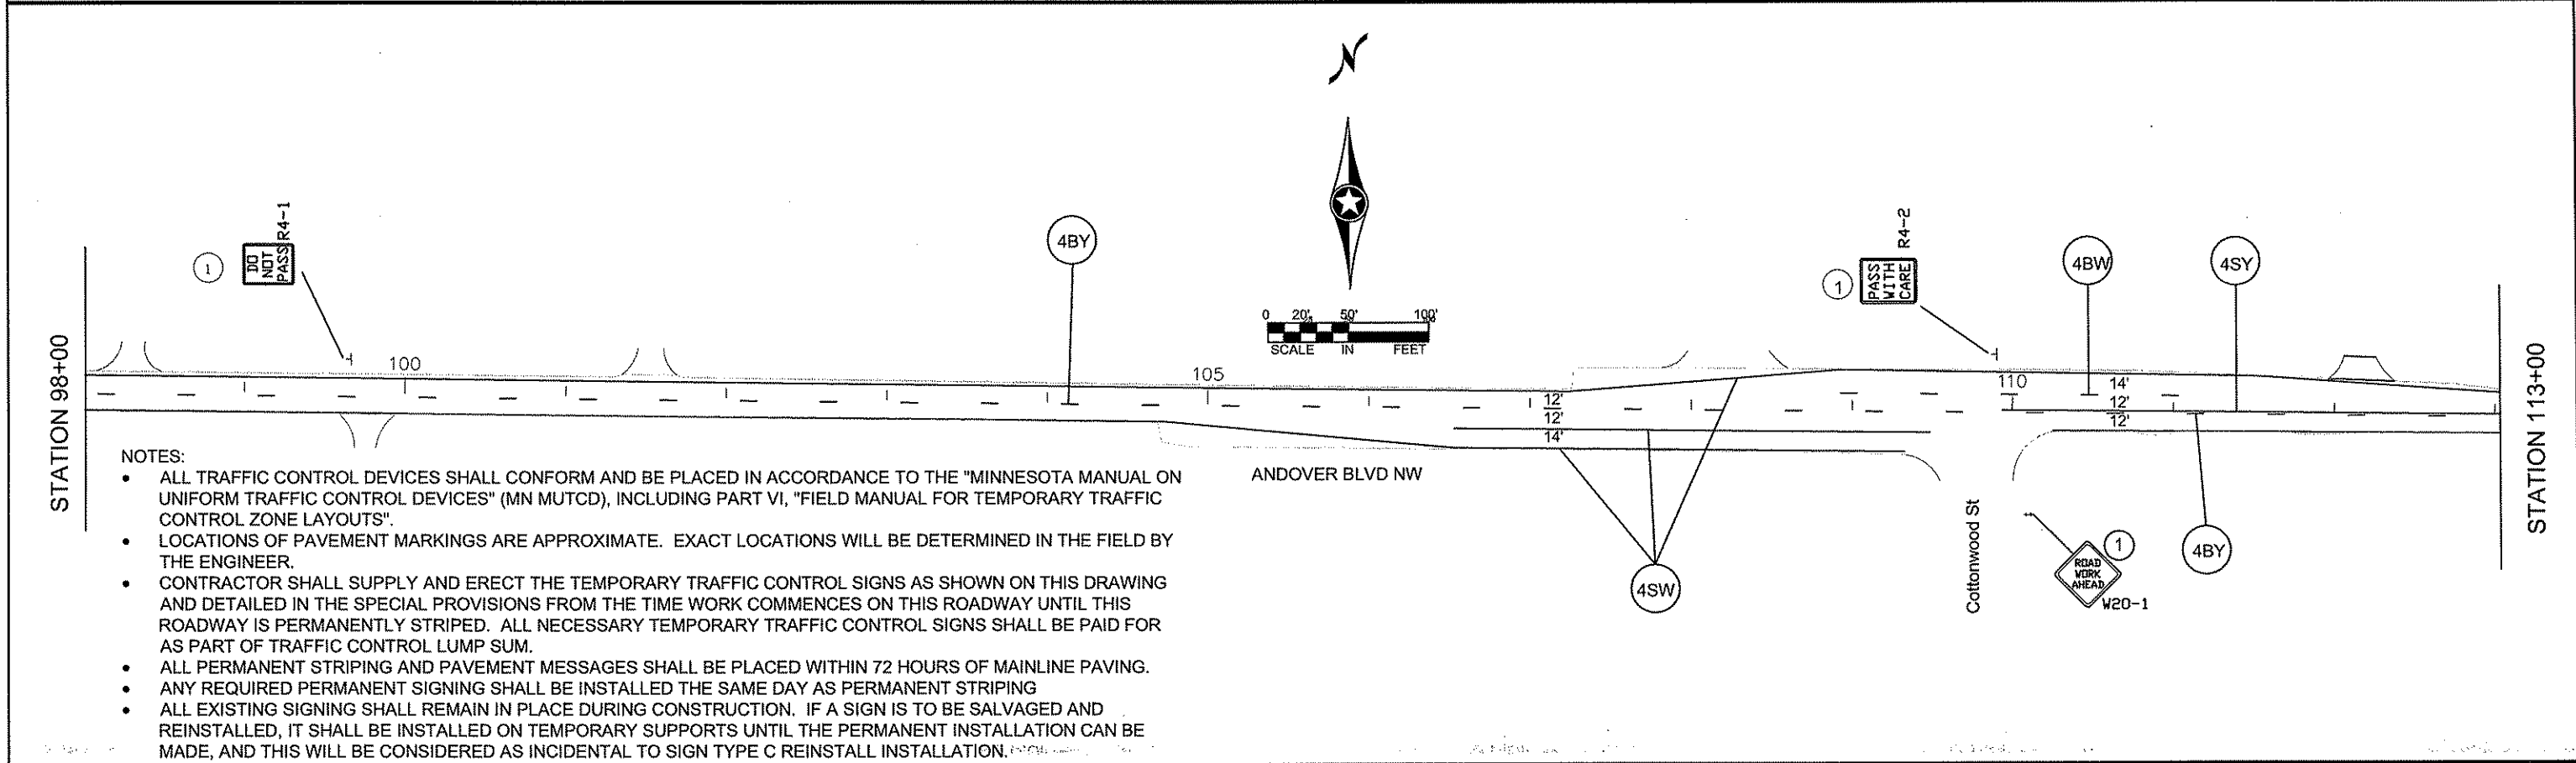 N
R4-1
1
DO
NOT
PASS
4BY
0 20' 50' 100'
SCALE IN FEET
R4-2
1
PASS
WITH
CARE
4BW
4SY
STATION 98+00
100
105
110
14'
12'
12'
12'
12'
14'
STATION 113+00
ANDOVER BLVD NW
4SW
Cottonwood St
ROAD
WORK
AHEAD
1
W20-1
4BY
NOTES:
• ALL TRAFFIC CONTROL DEVICES SHALL CONFORM AND BE PLACED IN ACCORDANCE TO THE "MINNESOTA MANUAL ON
UNIFORM TRAFFIC CONTROL DEVICES" (MN MUTCD), INCLUDING PART VI, "FIELD MANUAL FOR TEMPORARY TRAFFIC
CONTROL ZONE LAYOUTS".
• LOCATIONS OF PAVEMENT MARKINGS ARE APPROXIMATE. EXACT LOCATIONS WILL BE DETERMINED IN THE FIELD BY
THE ENGINEER.
• CONTRACTOR SHALL SUPPLY AND ERECT THE TEMPORARY TRAFFIC CONTROL SIGNS AS SHOWN ON THIS DRAWING
AND DETAILED IN THE SPECIAL PROVISIONS FROM THE TIME WORK COMMENCES ON THIS ROADWAY UNTIL THIS
ROADWAY IS PERMANENTLY STRIPED. ALL NECESSARY TEMPORARY TRAFFIC CONTROL SIGNS SHALL BE PAID FOR
AS PART OF TRAFFIC CONTROL LUMP SUM.
• ALL PERMANENT STRIPING AND PAVEMENT MESSAGES SHALL BE PLACED WITHIN 72 HOURS OF MAINLINE PAVING.
• ANY REQUIRED PERMANENT SIGNING SHALL BE INSTALLED THE SAME DAY AS PERMANENT STRIPING
• ALL EXISTING SIGNING SHALL REMAIN IN PLACE DURING CONSTRUCTION. IF A SIGN IS TO BE SALVAGED AND
REINSTALLED, IT SHALL BE INSTALLED ON TEMPORARY SUPPORTS UNTIL THE PERMANENT INSTALLATION CAN BE
MADE, AND THIS WILL BE CONSIDERED AS INCIDENTAL TO SIGN TYPE C REINSTALL INSTALLATION.